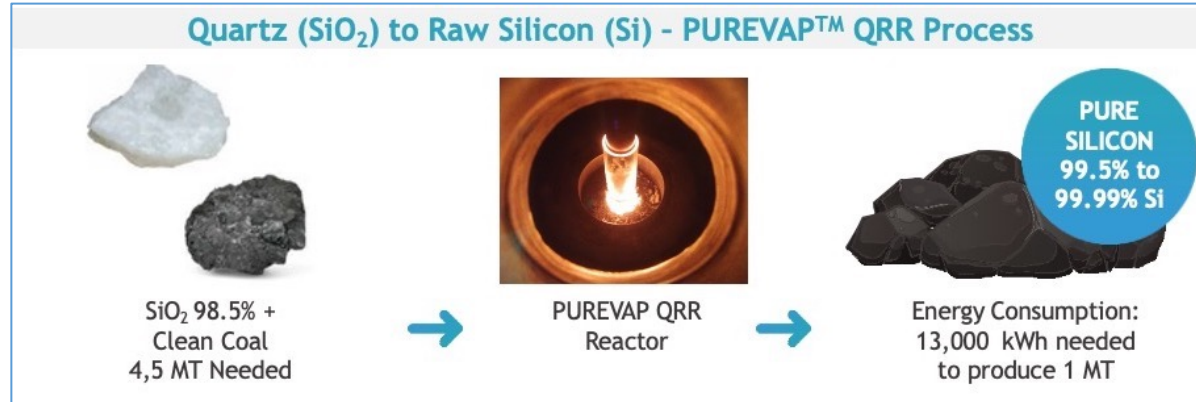 Quartz (SiO₂) to Raw Silicon (Si) - PUREVAP™ QRR Process
PURE
SILICON
99.5% to
99.99% Si
SiO₂ 98.5% +
Clean Coal
4,5 MT Needed
PUREVAP QRR
Reactor
Energy Consumption:
13,000 kWh needed
to produce 1 MT